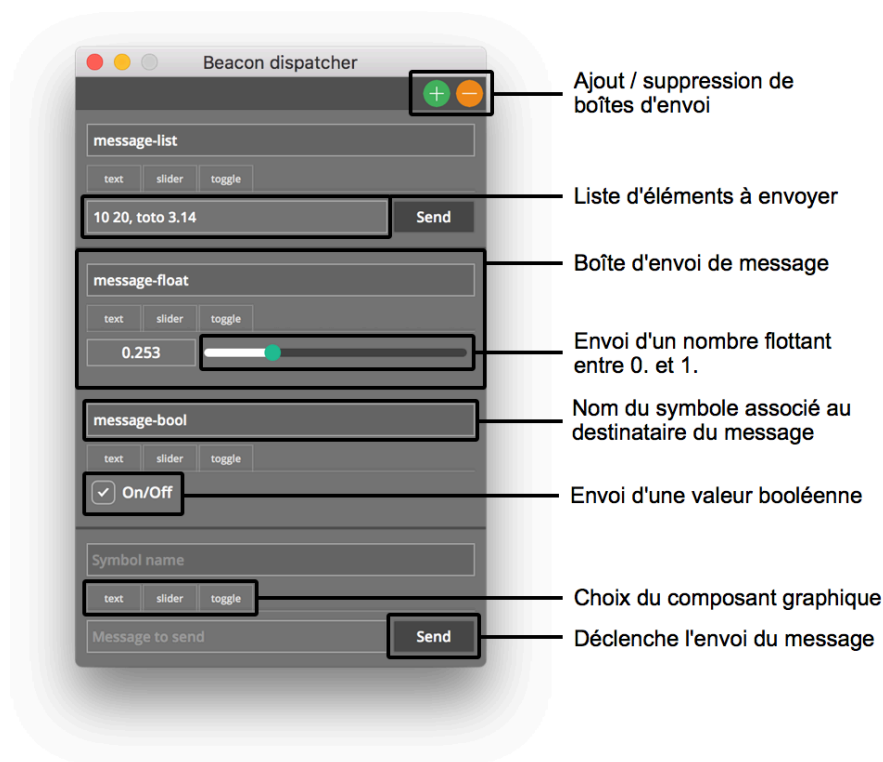 Beacon dispatcher
Ajout / suppression de
boîtes d'envoi
message-list
text slider toggle
Liste d'éléments à envoyer
10 20, toto 3.14 Send
Boîte d'envoi de message
message-float
text slider toggle
Envoi d'un nombre flottant
entre 0. et 1.
0.253
Nom du symbole associé au
destinataire du message
message-bool
text slider toggle
On/Off
Envoi d'une valeur booléenne
Symbol name
text slider toggle
Choix du composant graphique
Message to send Send
Déclenche l'envoi du message